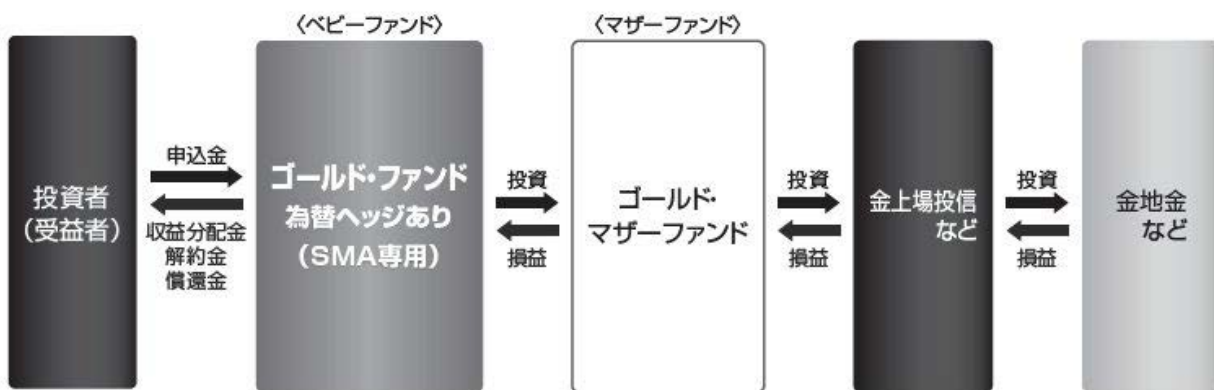 〈ベビーファンド〉
〈マザーファンド〉
投資者
(受益者)
申込金
収益分配金
解約金
償還金
ゴールド・ファンド
為替ヘッジあり
(SMA専用)
投資
損益
ゴールド・
マザーファンド
投資
損益
金上場投信
など
投資
損益
金地金
など